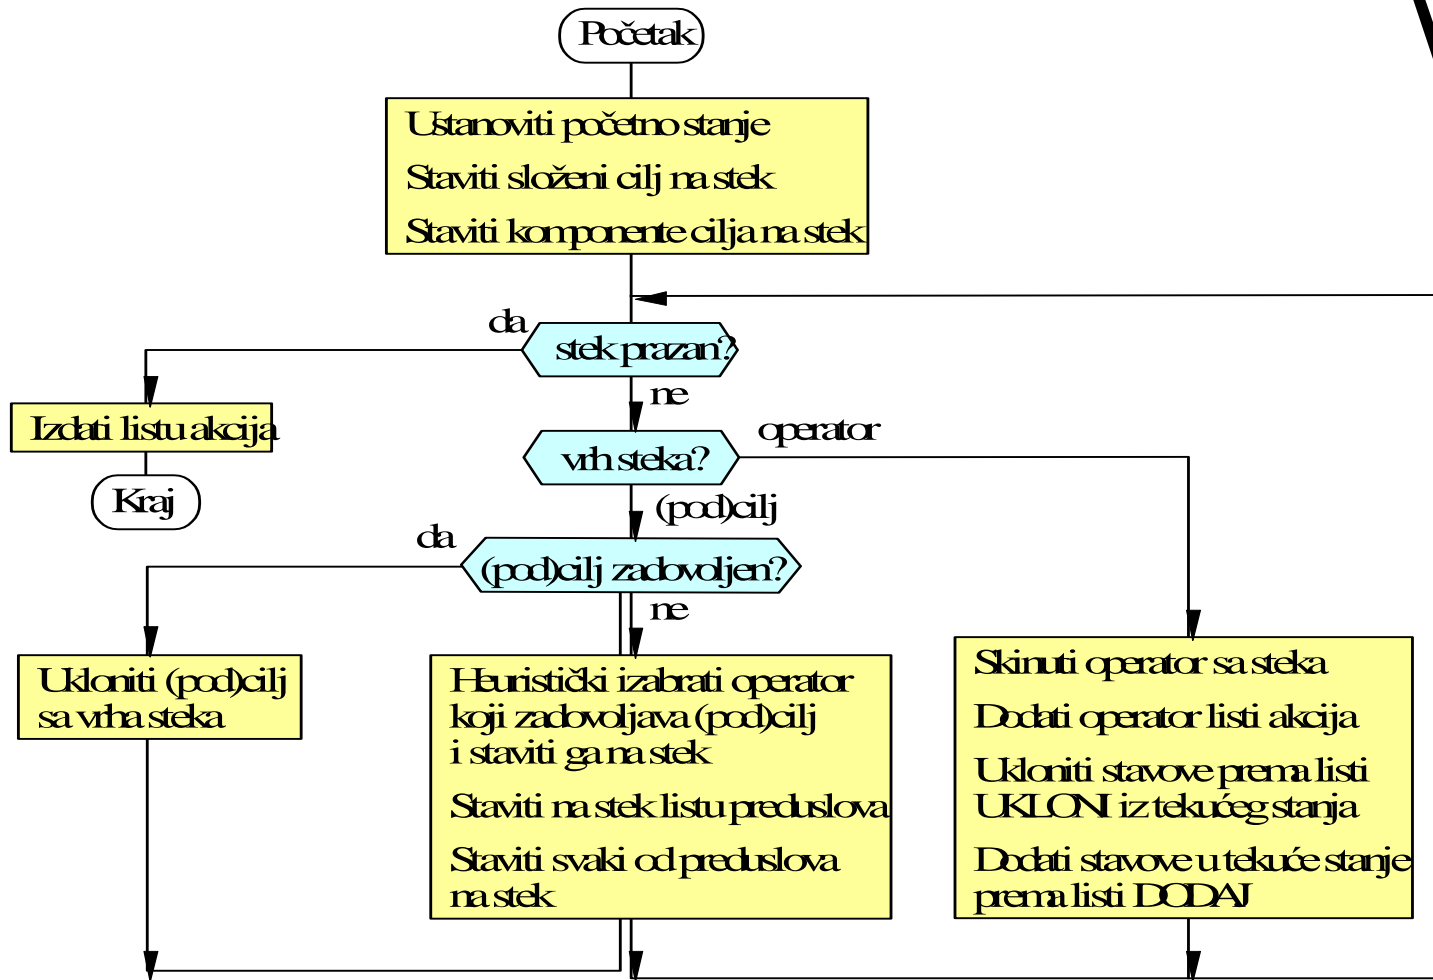 Početak
Ustanoviti početno stanje
Staviti složeni cilj na stek
Staviti komponente cilja na stek
da
stek prazan?
ne
Izdati listu akcija
Kraj
vrh steka?
operator
(pod)cilj
da
(pod)cilj zadovoljen?
ne
Ukloniti (pod)cilj
sa vrha steka
Heuristički izabrati operator
koji zadovoljava (pod)cilj
i staviti ga na stek
Staviti na stek listu preduslova
Staviti svaki od preduslova
na stek
Skinuti operator sa steka
Dodati operator listi akcija
Ukloniti stavove prema listi
UKLONI iz tekućeg stanja
Dodati stavove u tekuće stanje
prema listi DODAJ